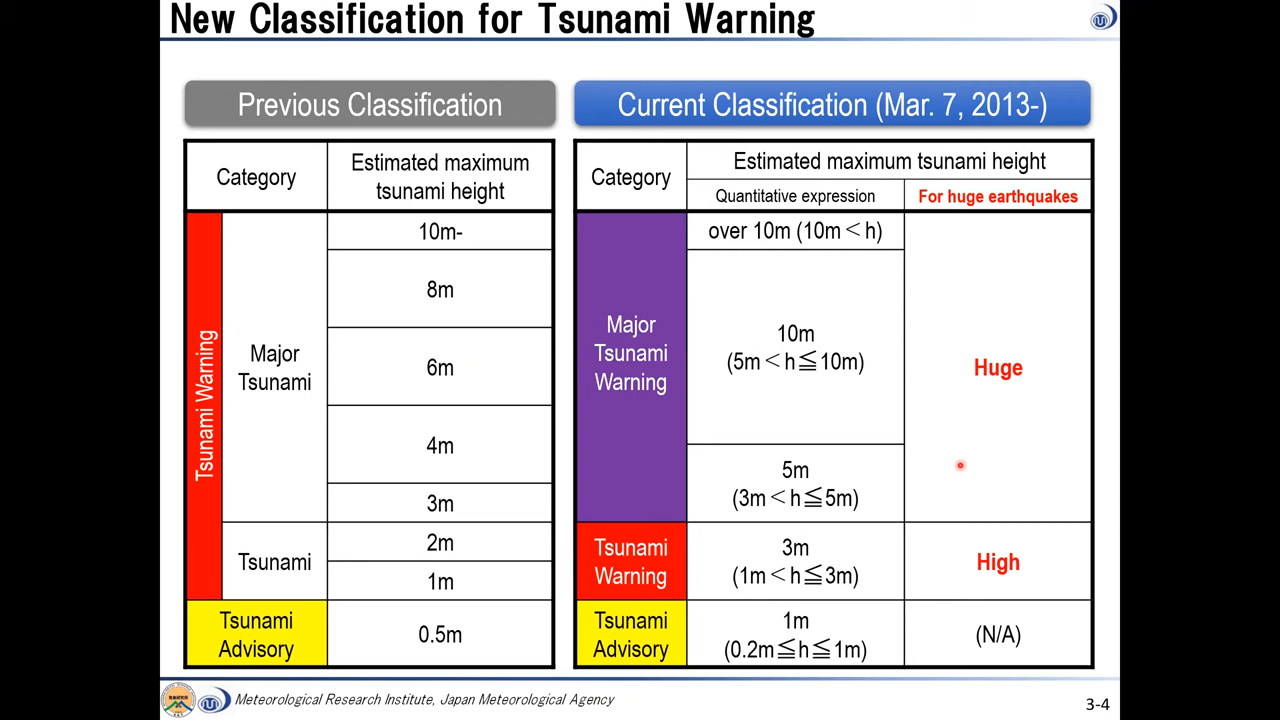 New Classification for Tsunami Warning
Previous Classification
Category
Estimated maximum
tsunami height
Tsunami Warning
Major
Tsunami
10m-
8m
6m
4m
3m
Tsunami
2m
1m
Tsunami
Advisory
0.5m
Current Classification (Mar. 7, 2013-)
Category
Estimated maximum tsunami height
Quantitative expression
For huge earthquakes
Major
Tsunami
Warning
over 10m (10m＜h)
10m
(5m＜h≦10m)
5m
(3m＜h≦5m)
Huge
Tsunami
Warning
3m
(1m＜h≦3m)
High
Tsunami
Advisory
1m
(0.2m≦h≦1m)
(N/A)
Meteorological Research Institute, Japan Meteorological Agency
3-4